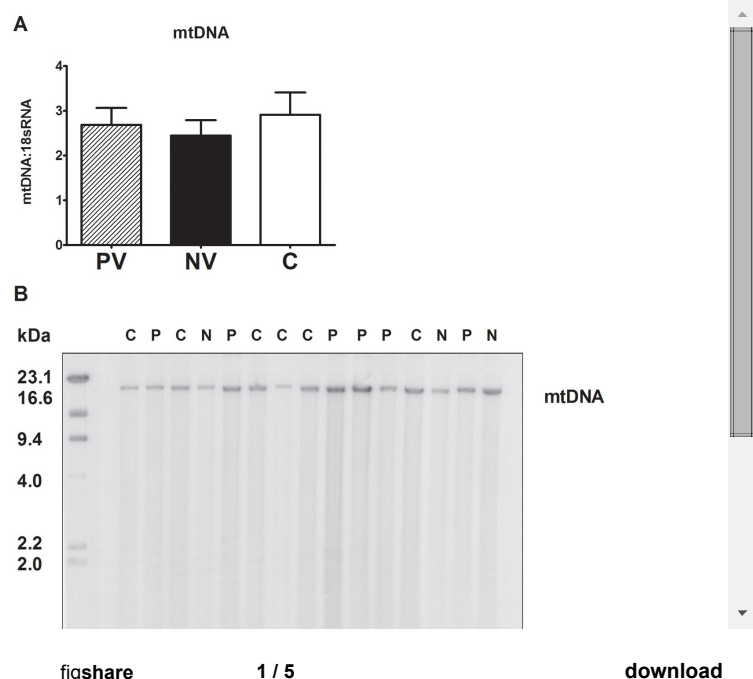 A
mtDNA
mtDNA:18sRNA
4
3
2
1
0
PV NV C
B
kDa C P C N P C C C P P P C N P N
23.1
16.6
mtDNA
9.4
4.0
2.2
2.0
figshare 1 / 5 download